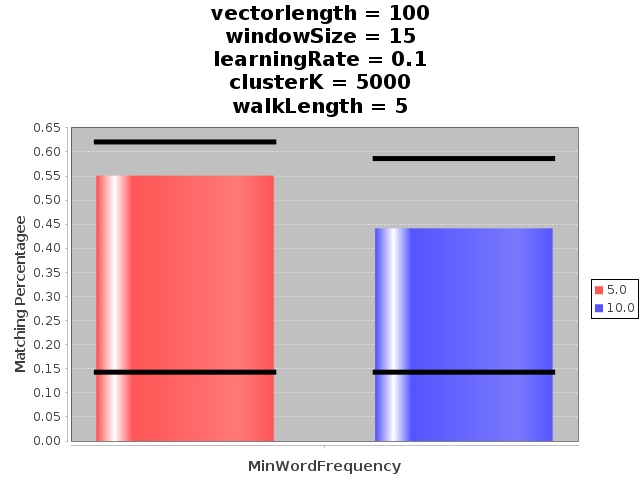 vectorlength = 100
windowSize = 15
learningRate = 0.1
clusterK = 5000
walkLength = 5
0.65
0.60
0.55
0.50
0.45
0.40
0.35
0.30
0.25
0.20
0.15
0.10
0.05
0.00
Matching Percentagee
MinWordFrequency
5.0
10.0